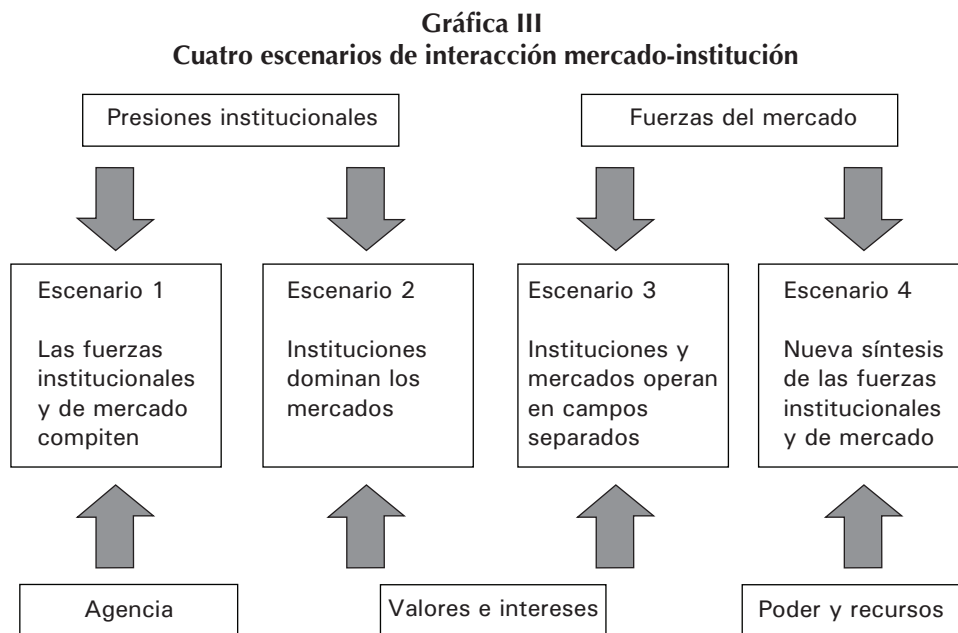 Gráfica III
Cuatro escenarios de interacción mercado-institución
Presiones institucionales
Fuerzas del mercado
Escenario 1
Las fuerzas
institucionales
y de mercado
compiten
Escenario 2
Instituciones
dominan los
mercados
Escenario 3
Instituciones y
mercados operan
en campos
separados
Escenario 4
Nueva síntesis
de las fuerzas
institucionales
y de mercado
Agencia
Valores e intereses
Poder y recursos